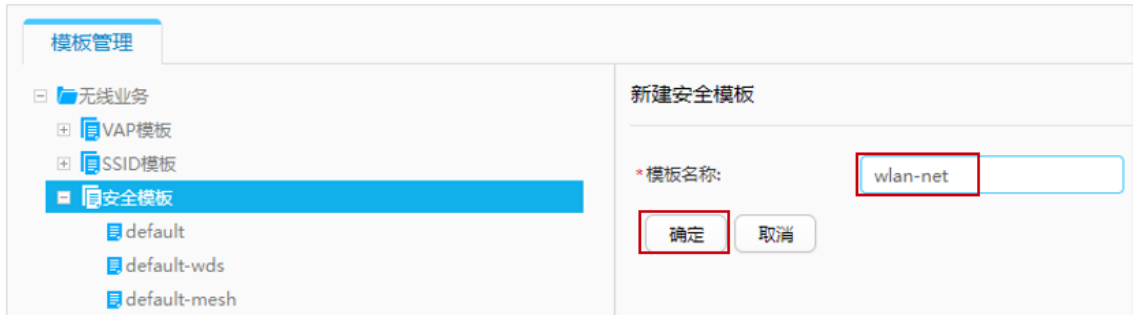 模板管理
无线业务
VAP模板
SSID模板
安全模板
default
default-wds
default-mesh
新建安全模板
*模板名称: wlan-net
确定 取消